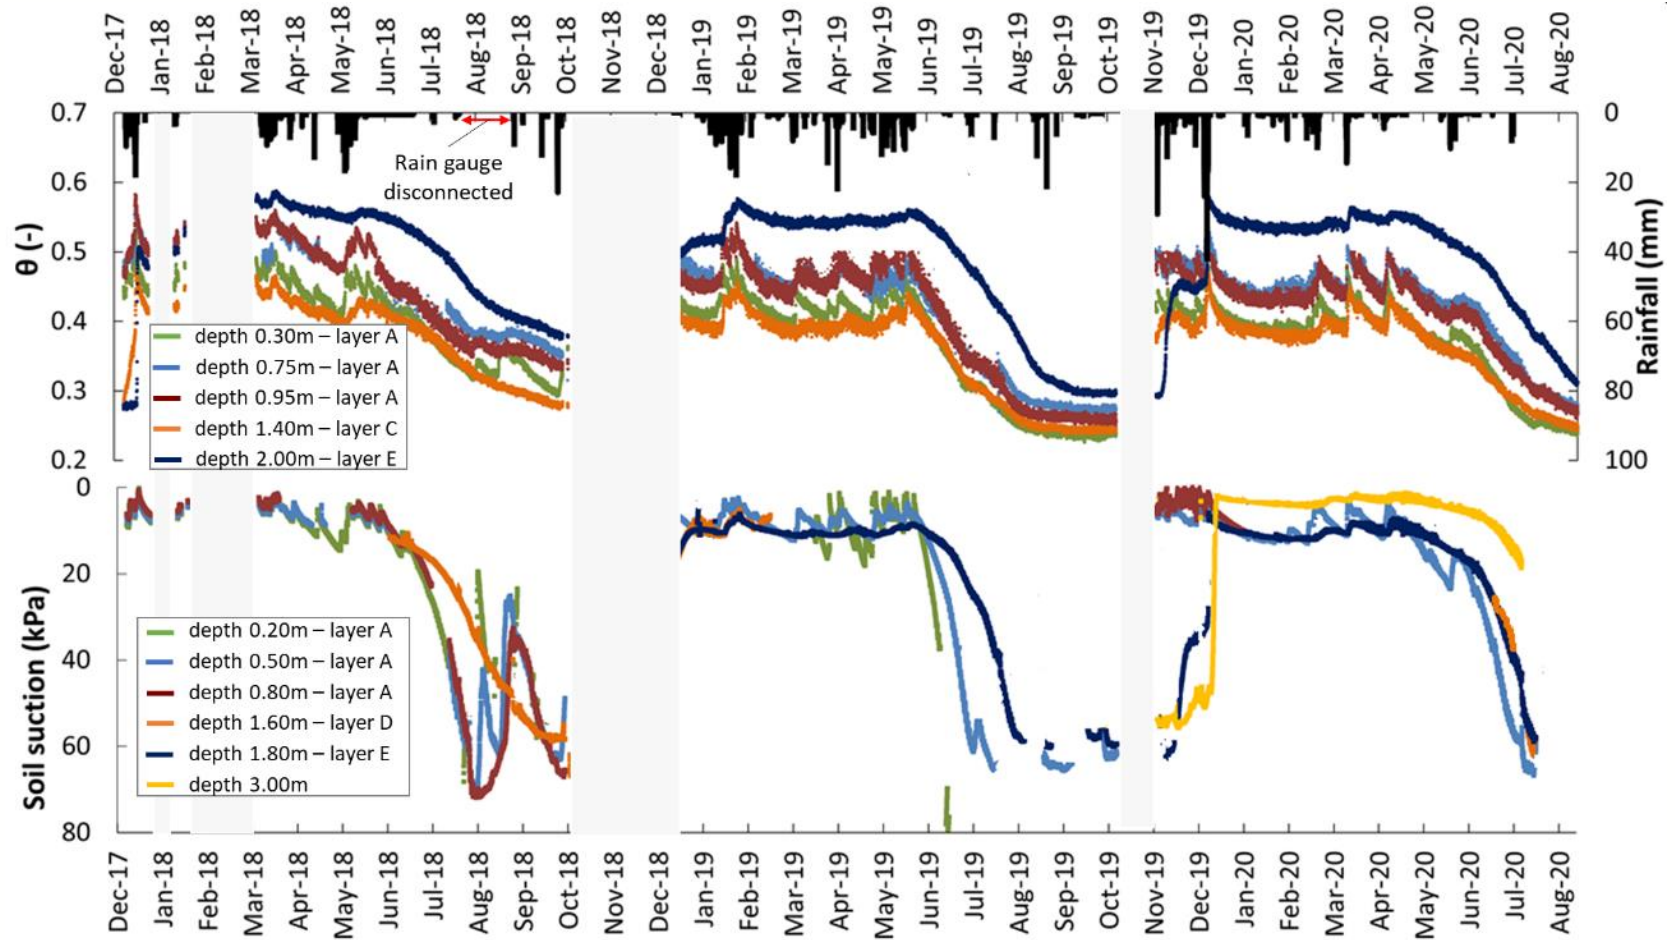 Dec-17 Jan-18 Feb-18 Mar-18 Apr-18 May-18 Jun-18 Jul-18 Aug-18 Sep-18 Oct-18 Nov-18 Dec-18 Jan-19 Feb-19 Mar-19 Apr-19 May-19 Jun-19 Jul-19 Aug-19 Sep-19 Oct-19 Nov-19 Dec-19 Jan-20 Feb-20 Mar-20 Apr-20 May-20 Jun-20 Jul-20 Aug-20
θ (-)
0.7
0.6
0.5
0.4
0.3
0.2
Rain gauge
disconnected
depth 0.30m – layer A
depth 0.75m – layer A
depth 0.95m – layer A
depth 1.40m – layer C
depth 2.00m – layer E
0
20
40
60
80
100
Rainfall (mm)
Soil suction (kPa)
0
20
40
60
80
depth 0.20m – layer A
depth 0.50m – layer A
depth 0.80m – layer A
depth 1.60m – layer D
depth 1.80m – layer E
depth 3.00m
Dec-17 Jan-18 Feb-18 Mar-18 Apr-18 May-18 Jun-18 Jul-18 Aug-18 Sep-18 Oct-18 Nov-18 Dec-18 Jan-19 Feb-19 Mar-19 Apr-19 May-19 Jun-19 Jul-19 Aug-19 Sep-19 Oct-19 Nov-19 Dec-19 Jan-20 Feb-20 Mar-20 Apr-20 May-20 Jun-20 Jul-20 Aug-20